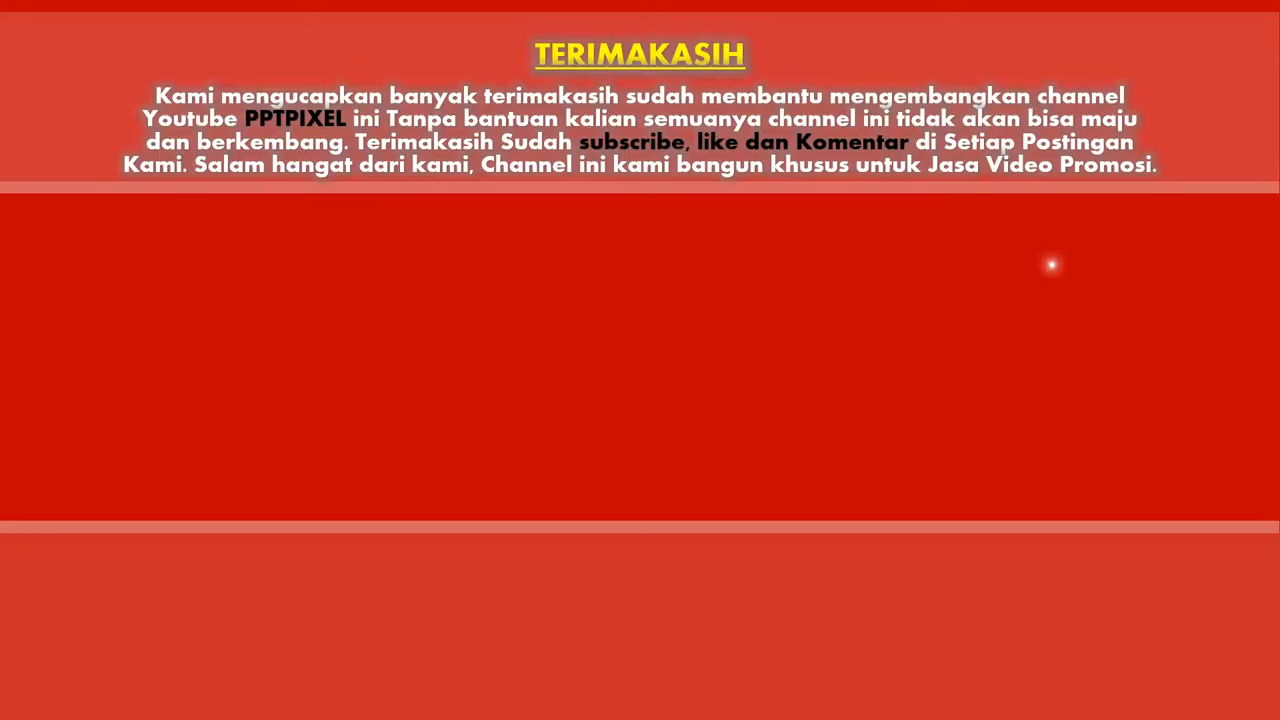 TERIMAKASIH
Kami mengucapkan banyak terimakasih sudah membantu mengembangkan channel
Youtube PPTPIXEL ini Tanpa bantuan kalian semuanya channel ini tidak akan bisa maju
dan berkembang. Terimakasih Sudah subscribe, like dan Komentar di Setiap Postingan
Kami. Salam hangat dari kami, Channel ini kami bangun khusus untuk Jasa Video Promosi.